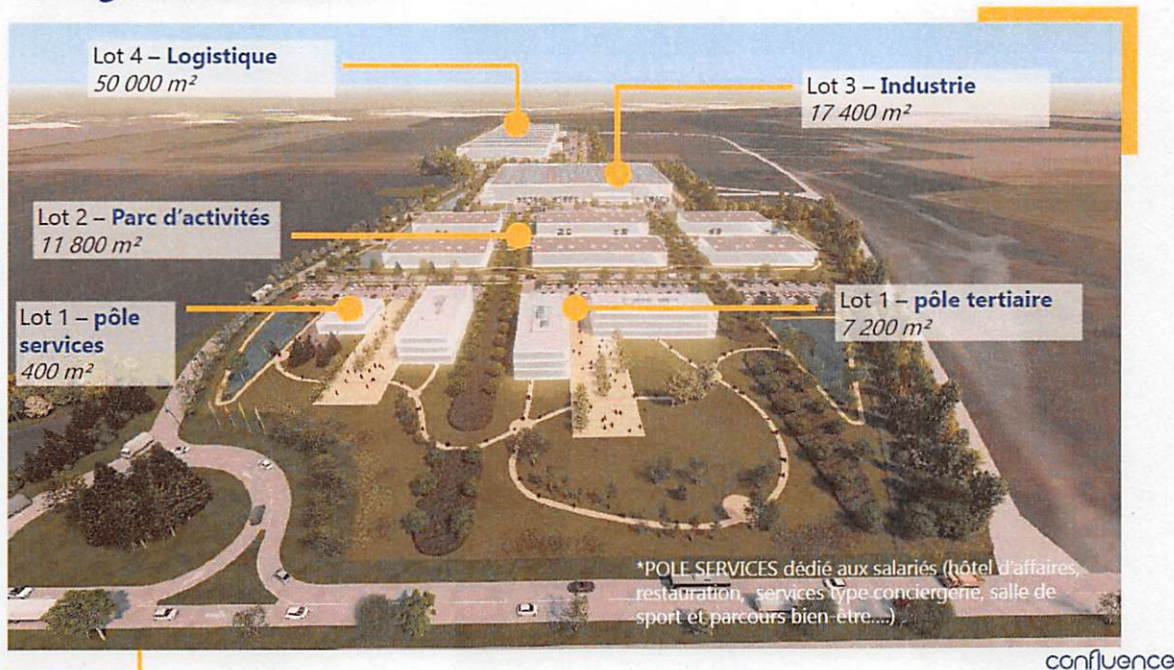 Lot 4 – Logistique
50 000 m²
Lot 3 – Industrie
17 400 m²
Lot 2 – Parc d'activités
11 800 m²
Lot 1 – pôle
services
400 m²
Lot 1 – pôle tertiaire
7 200 m²
*POLE SERVICES dédié aux salariés (hôtel d'affaires,
restauration, services type conciergerie, salle de
sport et parcours bien-être....)
confluence